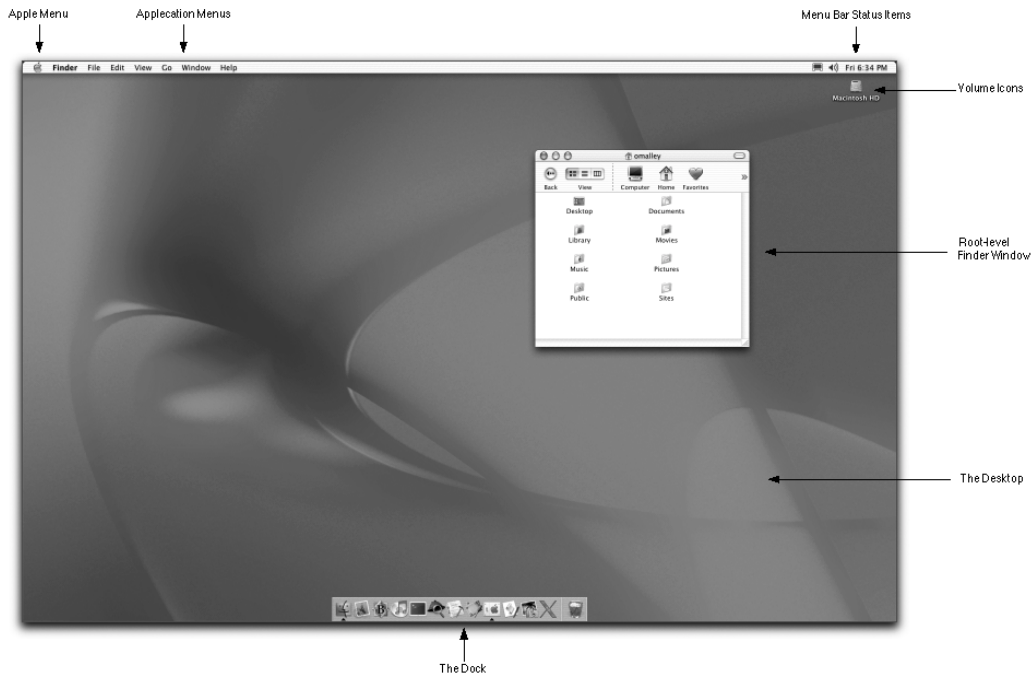 Apple Menu
Applecation Menus
Menu Bar Status Items
Finder File Edit View Go Window Help
Fri 6:34 PM
Macintosh HD
Volume Icons
omalley
Back View Computer Home Favorites
Desktop Documents
Library Movies
Music Pictures
Public Sites
Root-level
Finder Window
The Desktop
The Dock